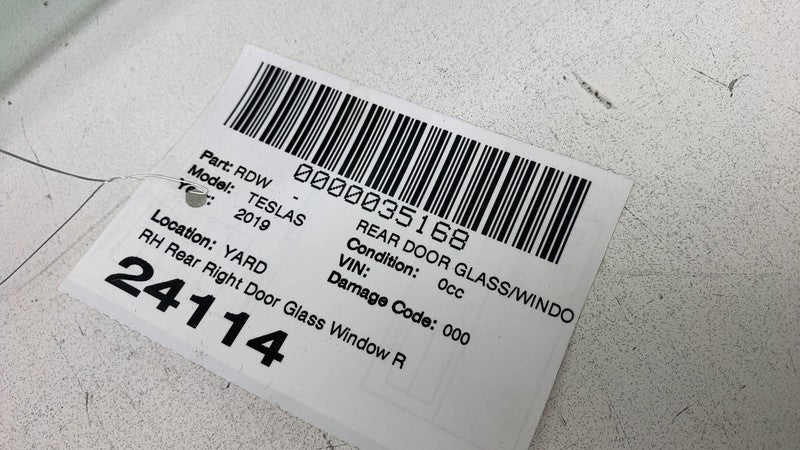 0000035168
Part: RDW - REAR DOOR GLASS/WINDO
Model: TESLAS Condition: 0cc
2019 VIN:
Damage Code: 000
Location: YARD
RH Rear Right Door Glass Window R
24114